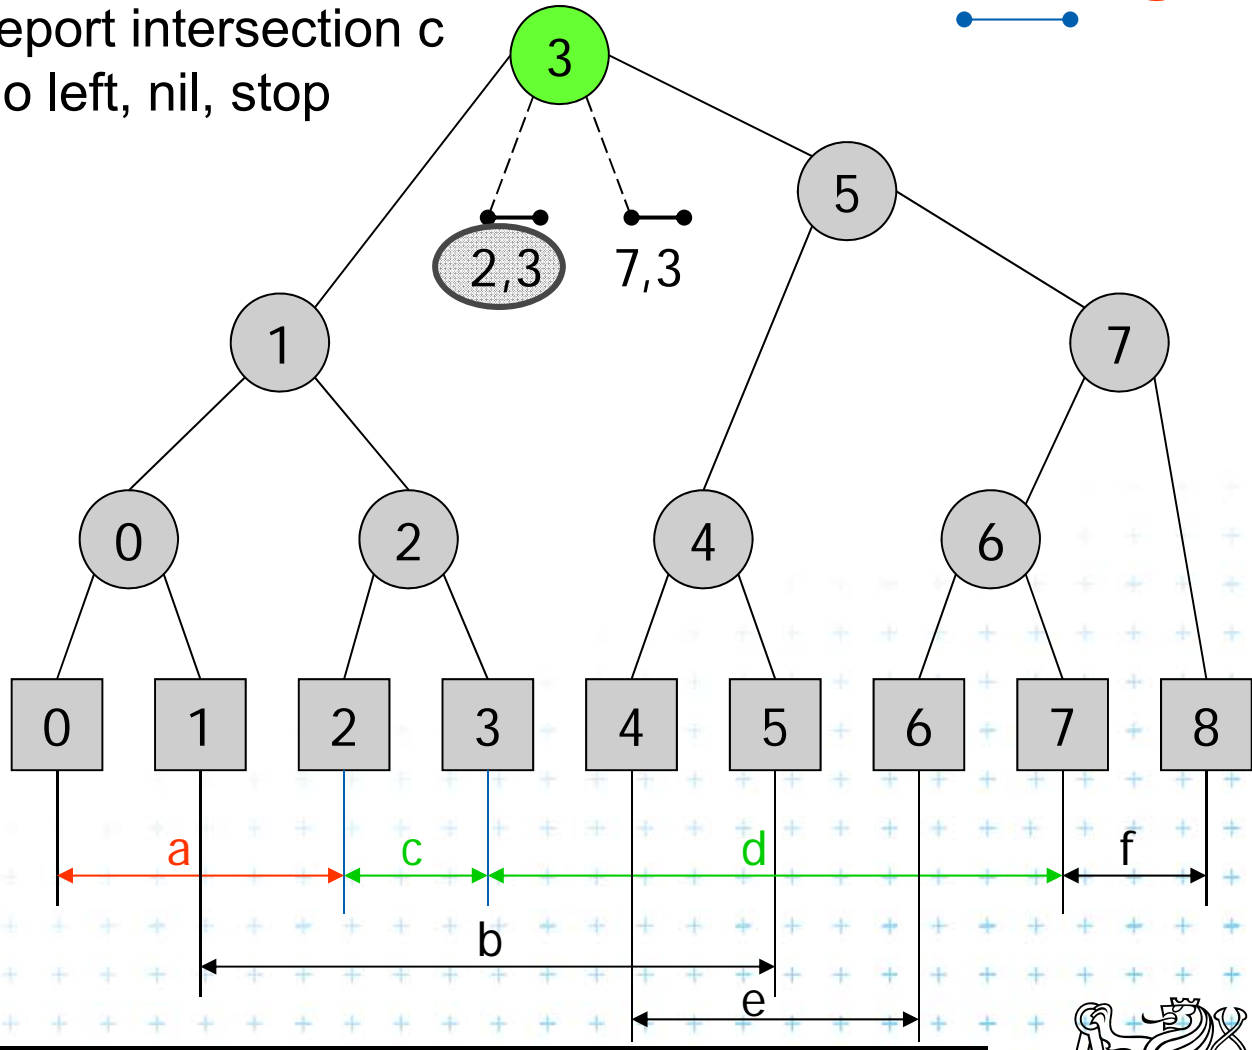 eport intersection c
o left, nil, stop
3
5
2,3 7,3
1 7
0 2 4 6
0 1 2 3 4 5 6 7 8
a c d f
b
e